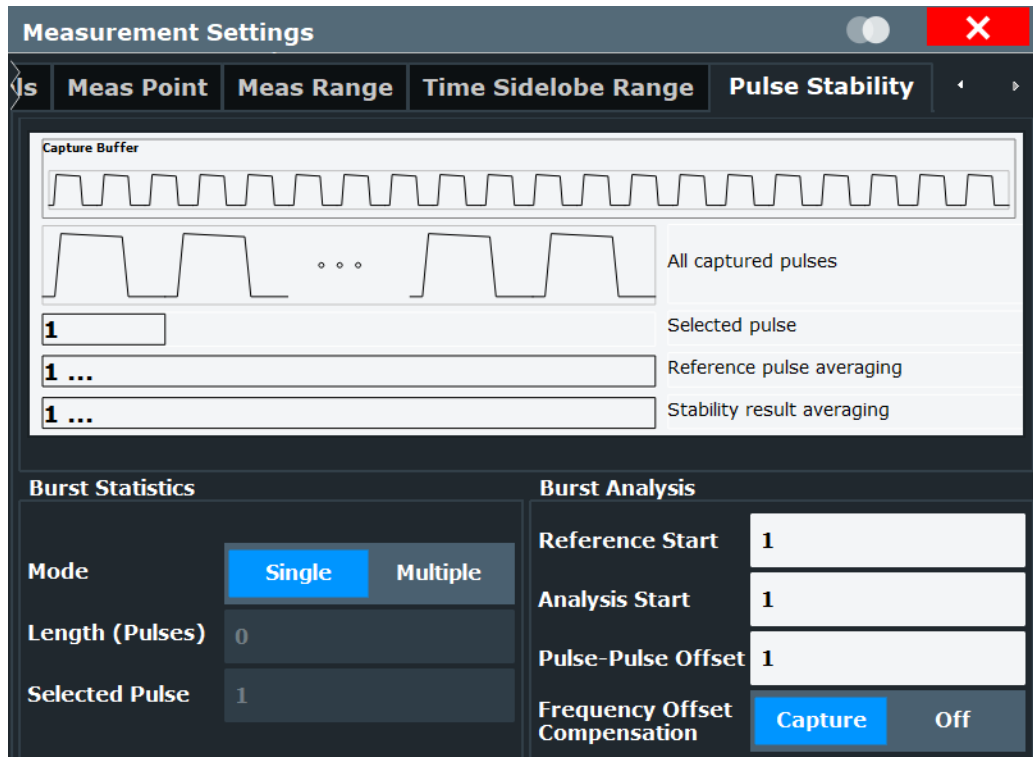 Measurement Settings
ls Meas Point Meas Range Time Sidelobe Range Pulse Stability
Capture Buffer
All captured pulses
1 Selected pulse
1 ... Reference pulse averaging
1 ... Stability result averaging
Burst Statistics
Mode Single Multiple
Length (Pulses) 0
Selected Pulse 1
Burst Analysis
Reference Start 1
Analysis Start 1
Pulse-Pulse Offset 1
Frequency Offset
Compensation Capture Off